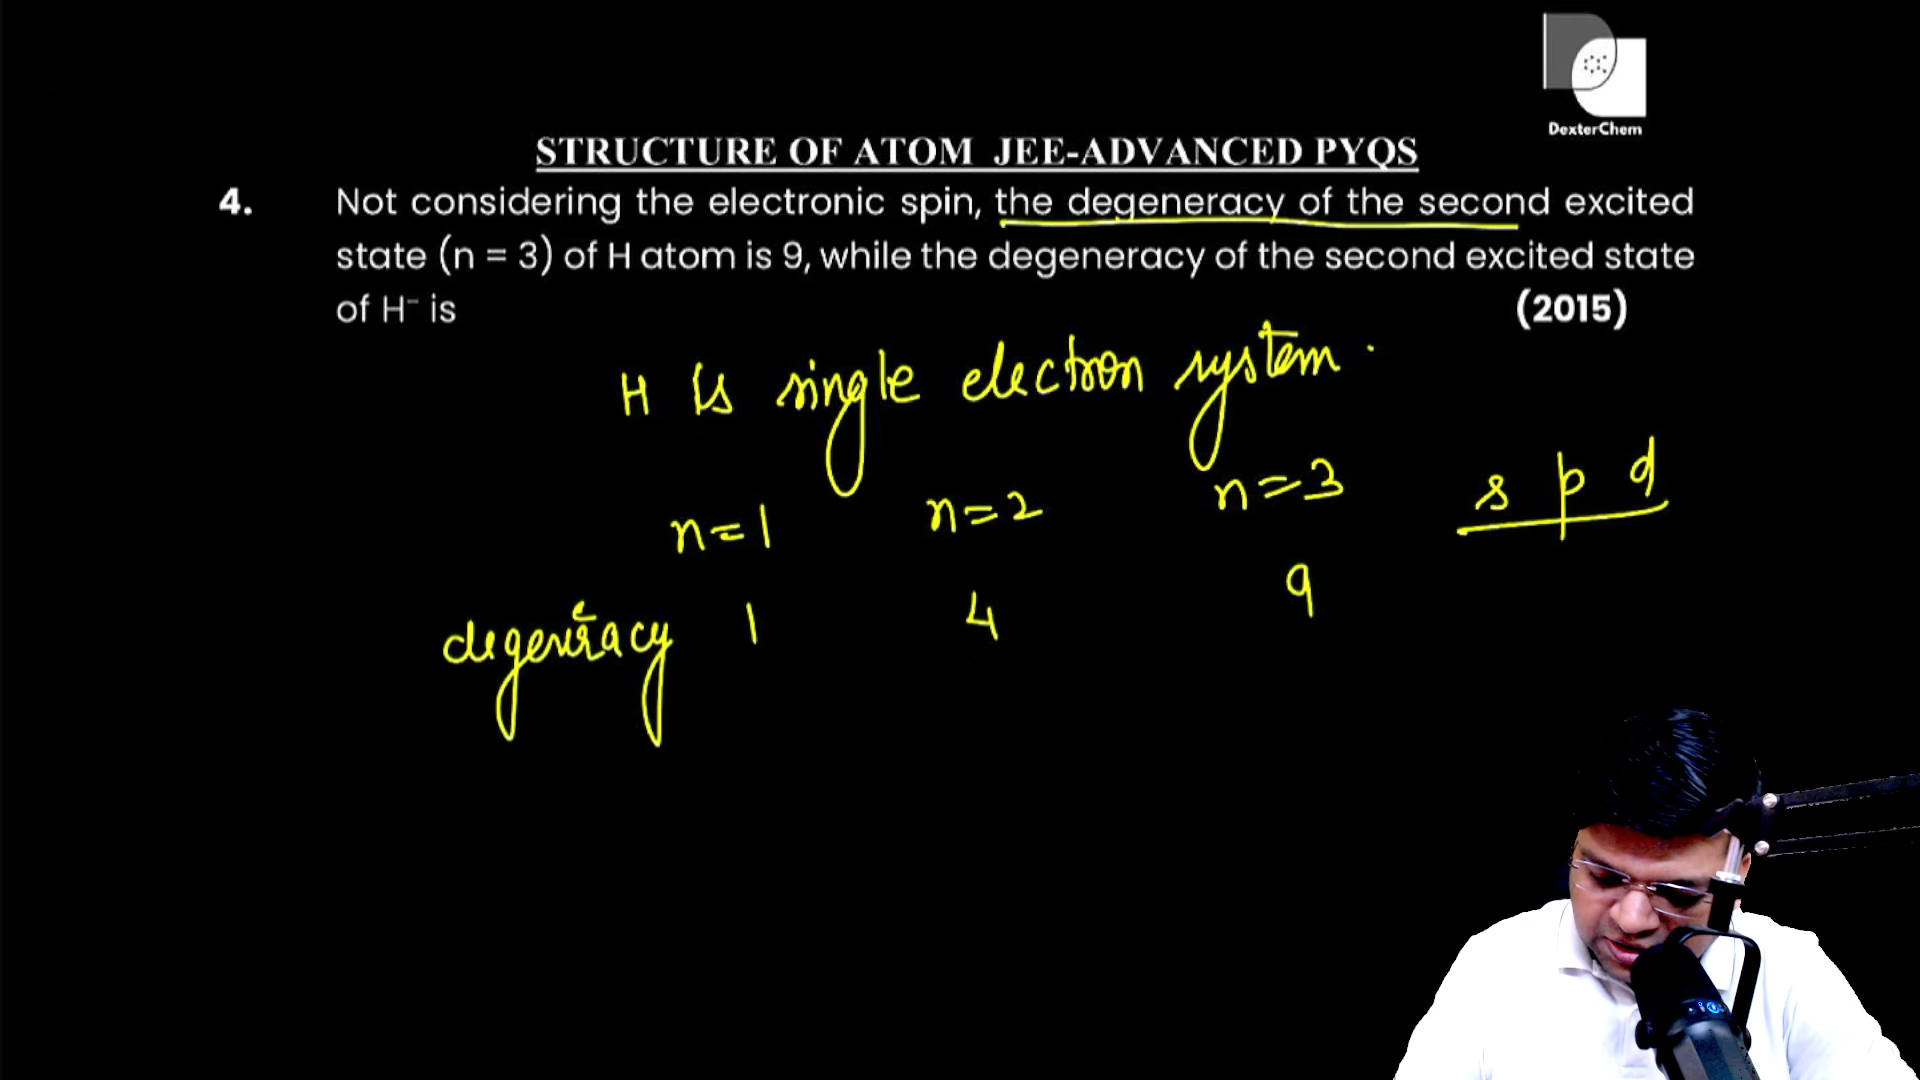 DexterChem
STRUCTURE OF ATOM JEE-ADVANCED PYQS
4. Not considering the electronic spin, the degeneracy of the second excited
state (n = 3) of H atom is 9, while the degeneracy of the second excited state
of H⁻ is (2015)
H is single electron system.
n=1 n=2 n=3 s p d
degeneracy 1 4 9